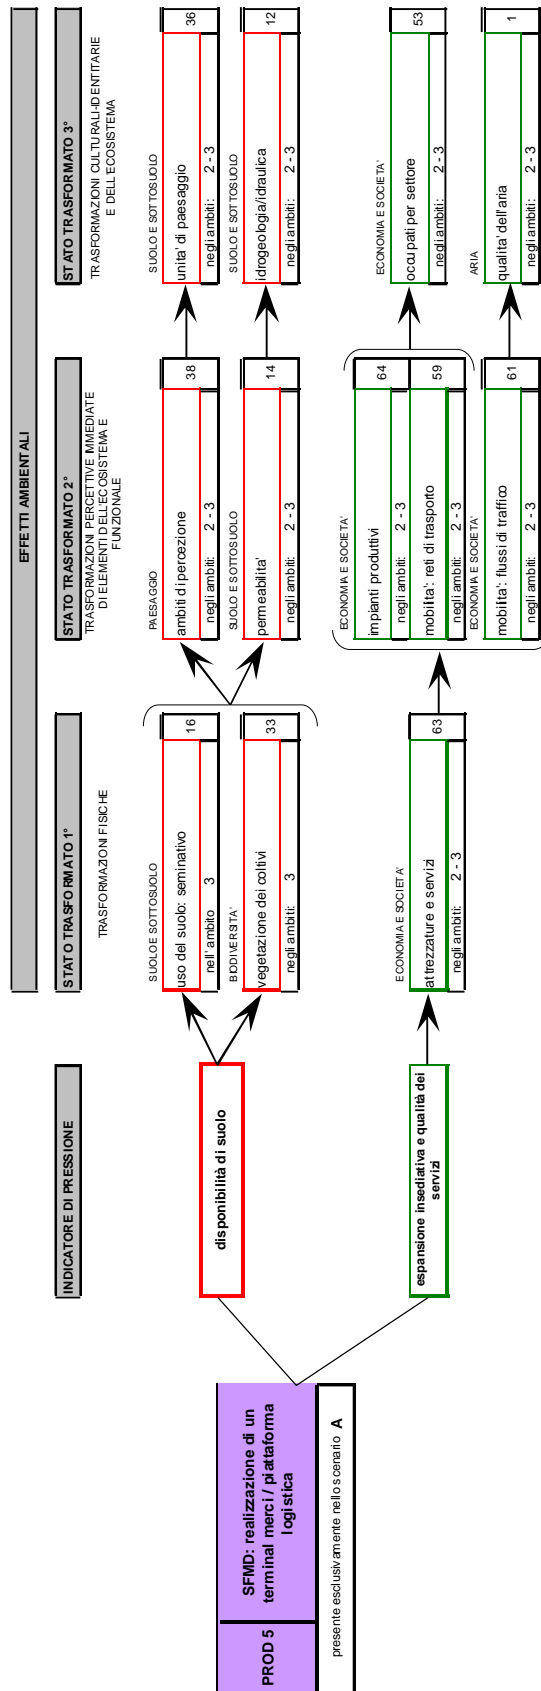 EFFETTI AMBIENTALI
INDICATORE DI PRESSIONE
STATO TRASFORMATO 1°
STATO TRASFORMATO 2°
STATO TRASFORMATO 3°
TRASFORMAZIONI FISICHE
TRASFORMAZIONI PERCETTIVE IMMEDIATE
DI ELEMENTI DELL'ECOSISTEMA E
FUNZIONALE
TRASFORMAZIONI CULTURALI-IDENTITARIE
E DELL'ECOSISTEMA
PROD 5
SFMD: realizzazione di un
terminal merci / piattaforma
logistica
presente esclusivamente nello scenario A
disponibilità di suolo
SUOLO E SOTTOSUOLO
uso del suolo: seminativo
16
nell'ambito 3
BIODIVERSITA'
vegetazione dei coltivi
33
negli ambiti: 3
PAESAGGIO
ambiti di percezione
38
negli ambiti: 2 - 3
SUOLO E SOTTOSUOLO
permeabilita'
14
negli ambiti: 2 - 3
SUOLO E SOTTOSUOLO
unita' di paesaggio
36
negli ambiti: 2 - 3
SUOLO E SOTTOSUOLO
idrogeologia/idraulica
12
negli ambiti: 2 - 3
espansione insediativa e qualità dei
servizi
ECONOMIA E SOCIETA'
attrezzature e servizi
63
negli ambiti: 2 - 3
ECONOMIA E SOCIETA'
impianti produttivi
64
negli ambiti: 2 - 3
mobilita': reti di trasporto
59
negli ambiti: 2 - 3
ECONOMIA E SOCIETA'
mobilita': flussi di traffico
61
negli ambiti: 2 - 3
ECONOMIA E SOCIETA'
occupati per settore
53
negli ambiti: 2 - 3
ARIA
qualita' dell'aria
1
negli ambiti: 2 - 3